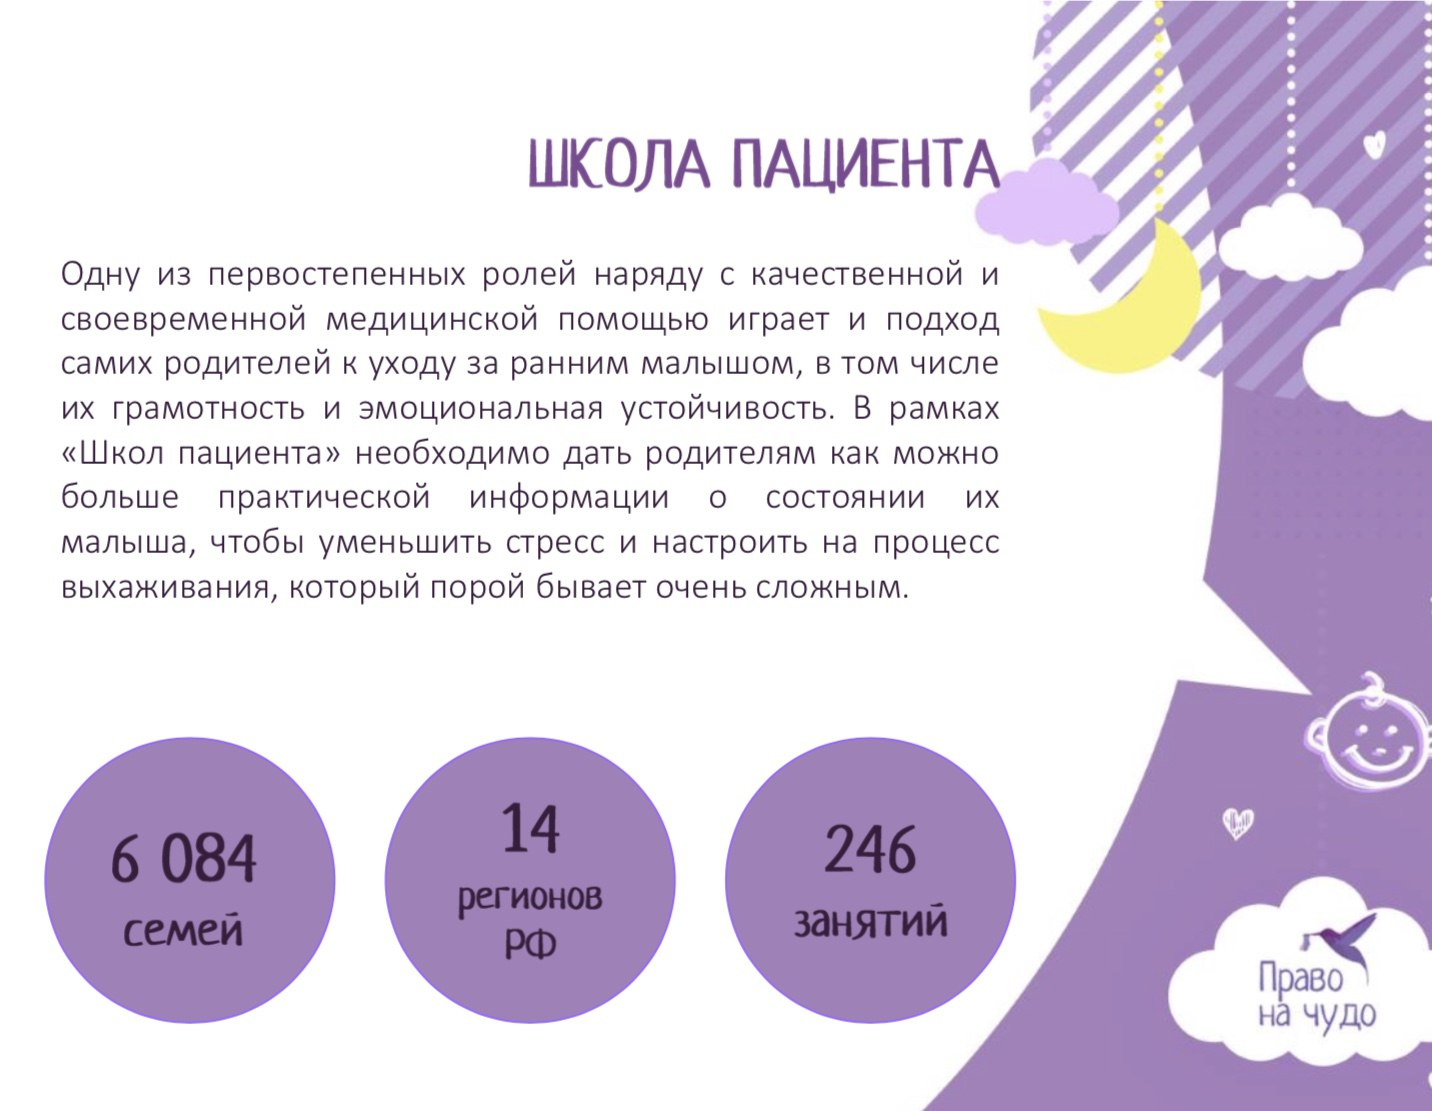 ШКОЛА ПАЦИЕНТА
Одну из первостепенных ролей наряду с качественной и
своевременной медицинской помощью играет и подход
самих родителей к уходу за ранним малышом, в том числе
их грамотность и эмоциональная устойчивость. В рамках
«Школ пациента» необходимо дать родителям как можно
больше практической информации о состоянии их
малыша, чтобы уменьшить стресс и настроить на процесс
выхаживания, который порой бывает очень сложным.
6 084
семей
14
регионов
РФ
246
занятий
Право
на чудо